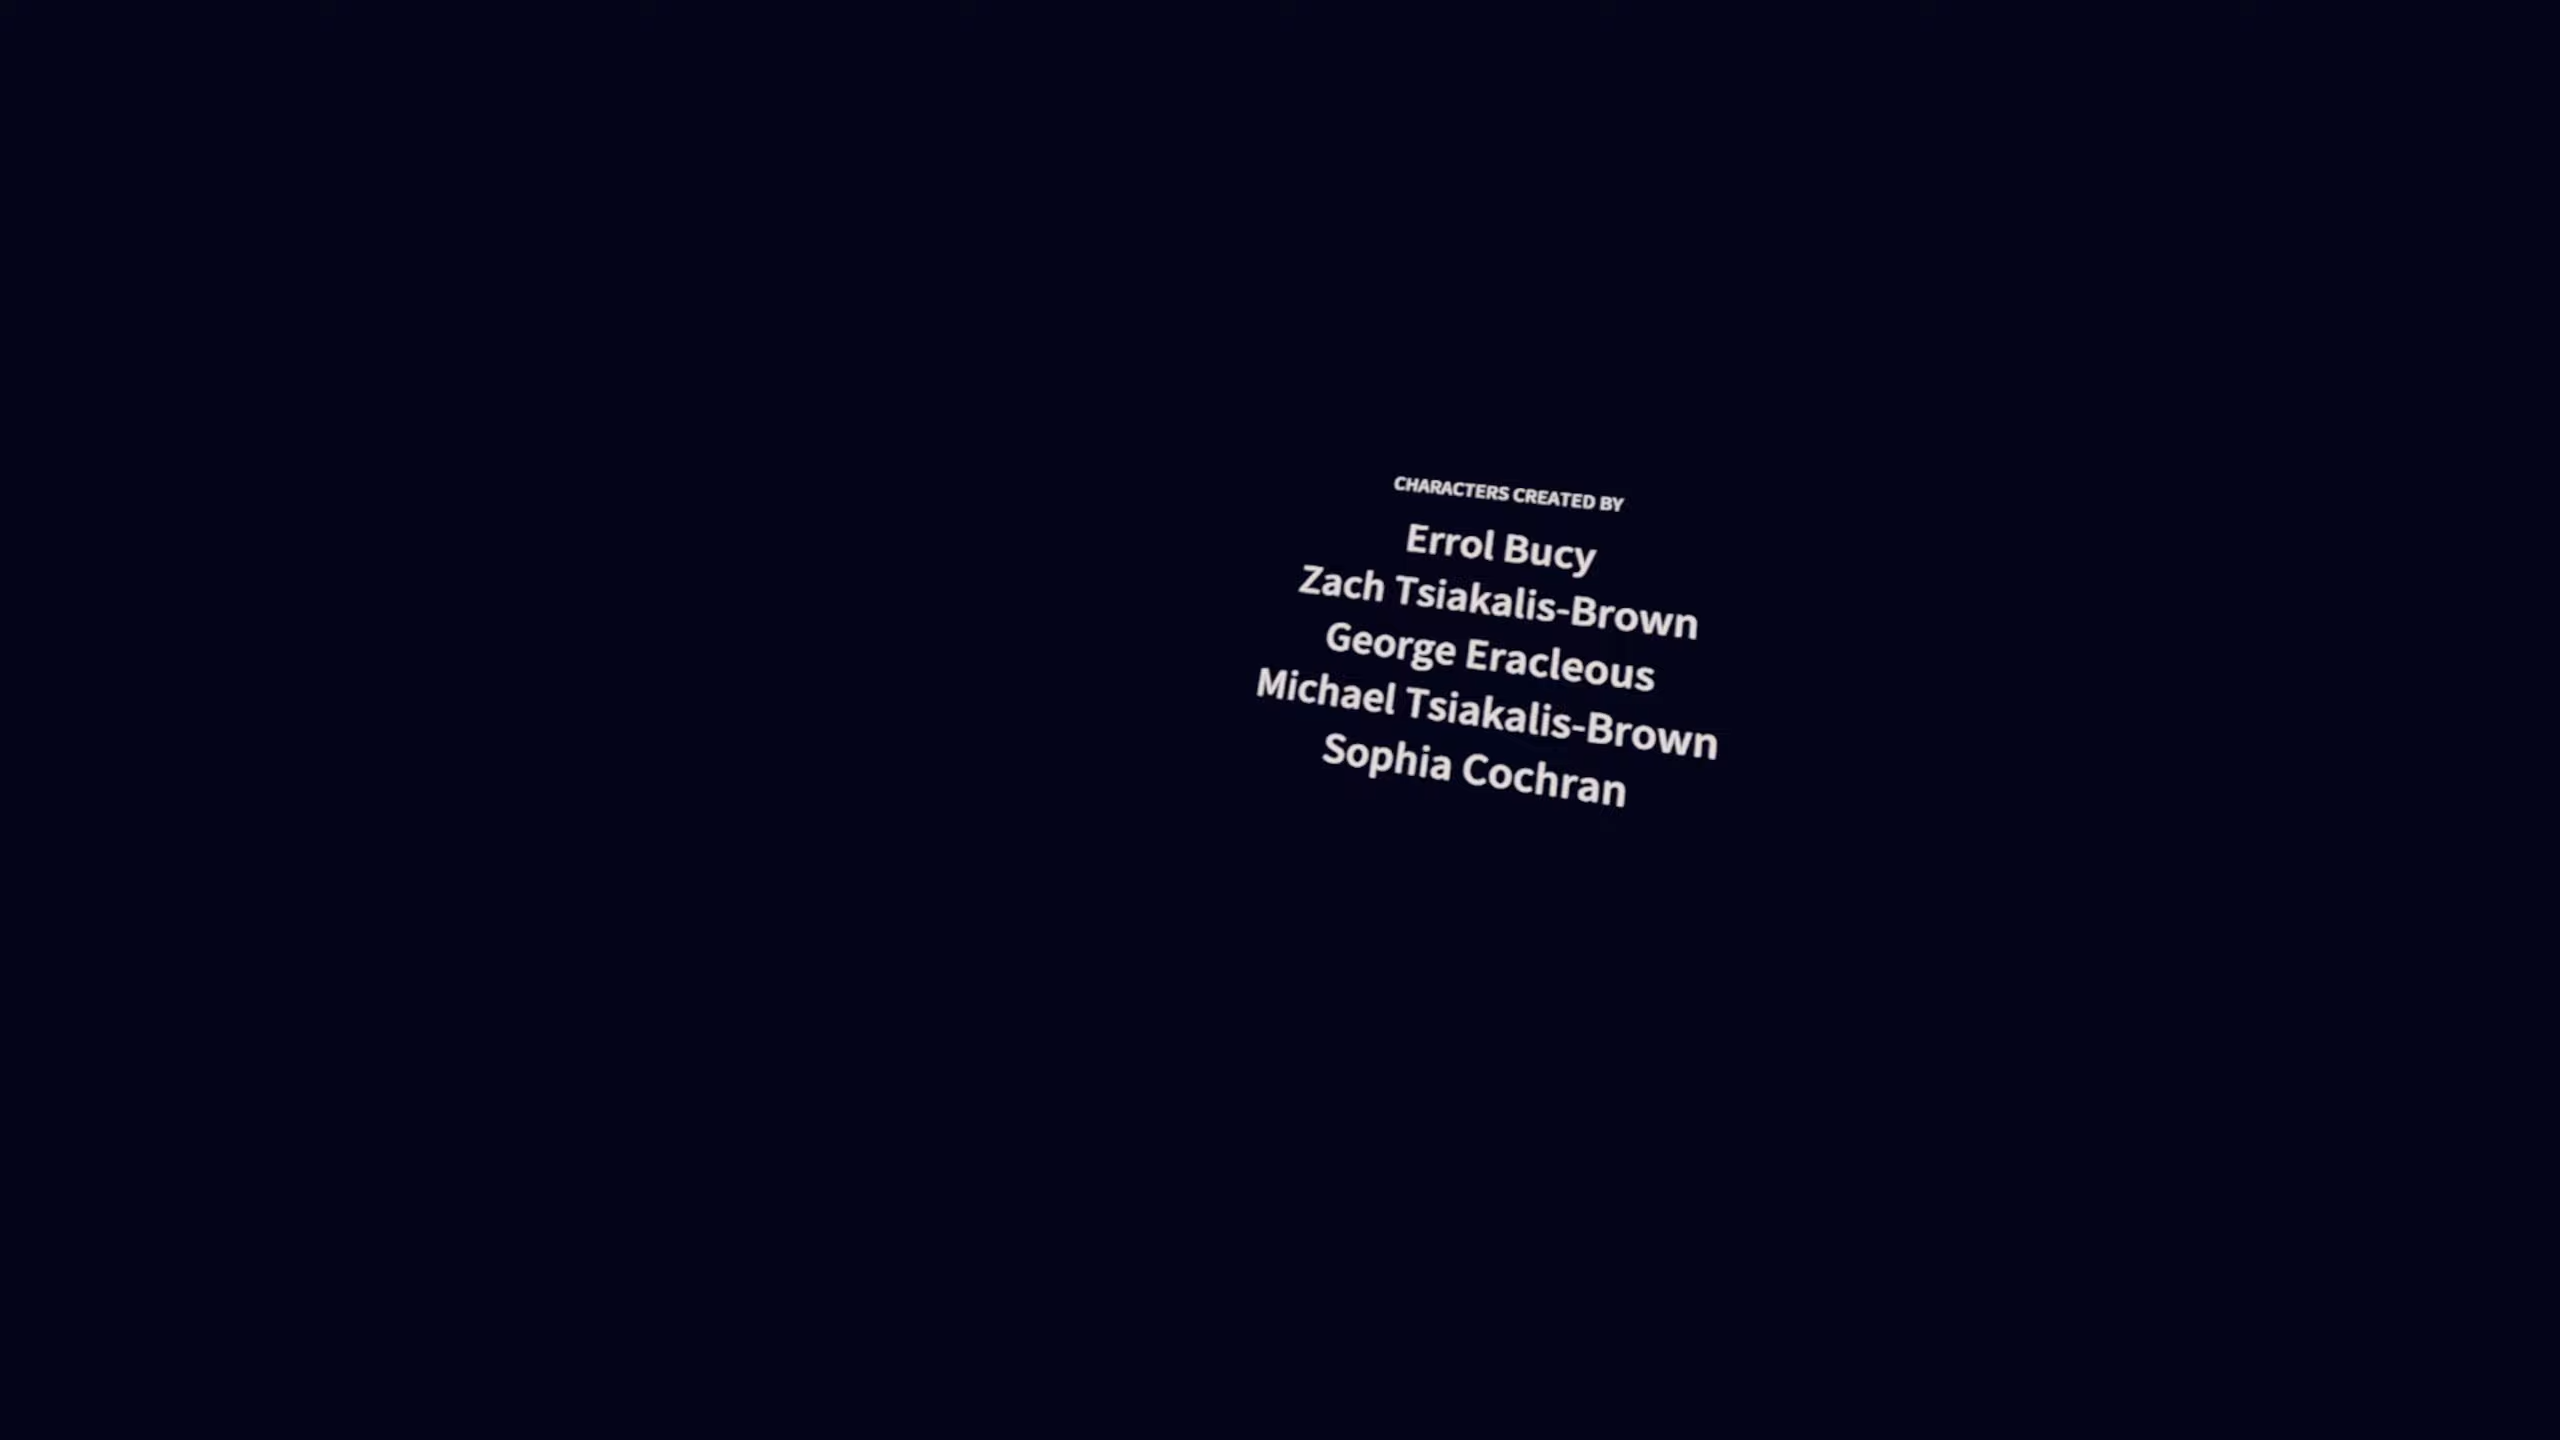 CHARACTERS CREATED BY
Errol Bucy
Zach Tsiakalis-Brown
George Eracleous
Michael Tsiakalis-Brown
Sophia Cochran